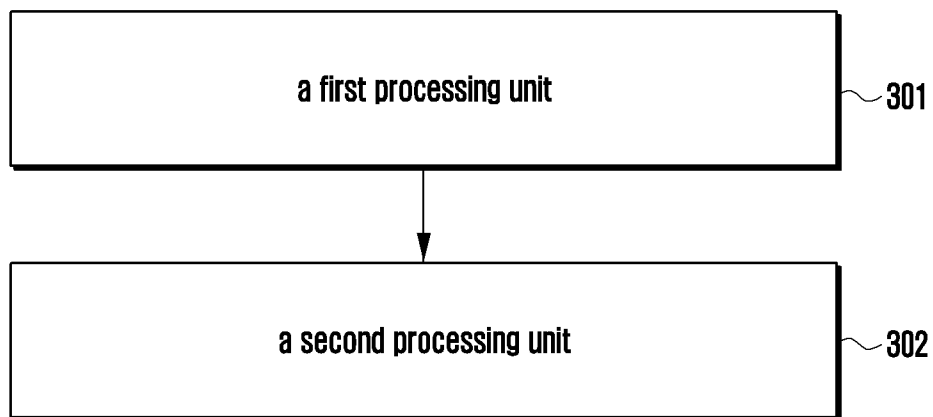 a first processing unit
301
a second processing unit
302